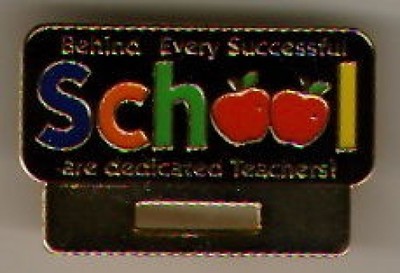 Behind Every Successful
School
are dedicated Teachers!